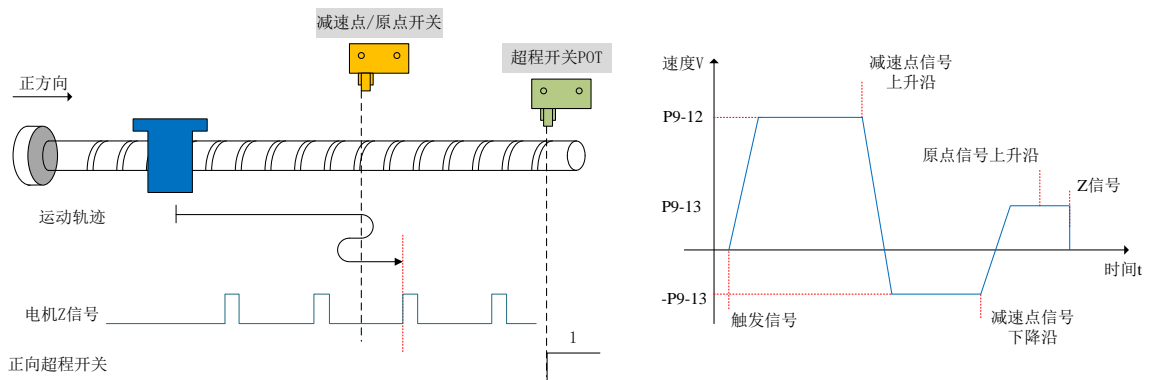 减速点/原点开关
超程开关POT
正方向
运动轨迹
电机Z信号
正向超程开关
1
速度V
减速点信号
上升沿
P9-12
原点信号上升沿
Z信号
P9-13
时间t
-P9-13
触发信号
减速点信号
下降沿